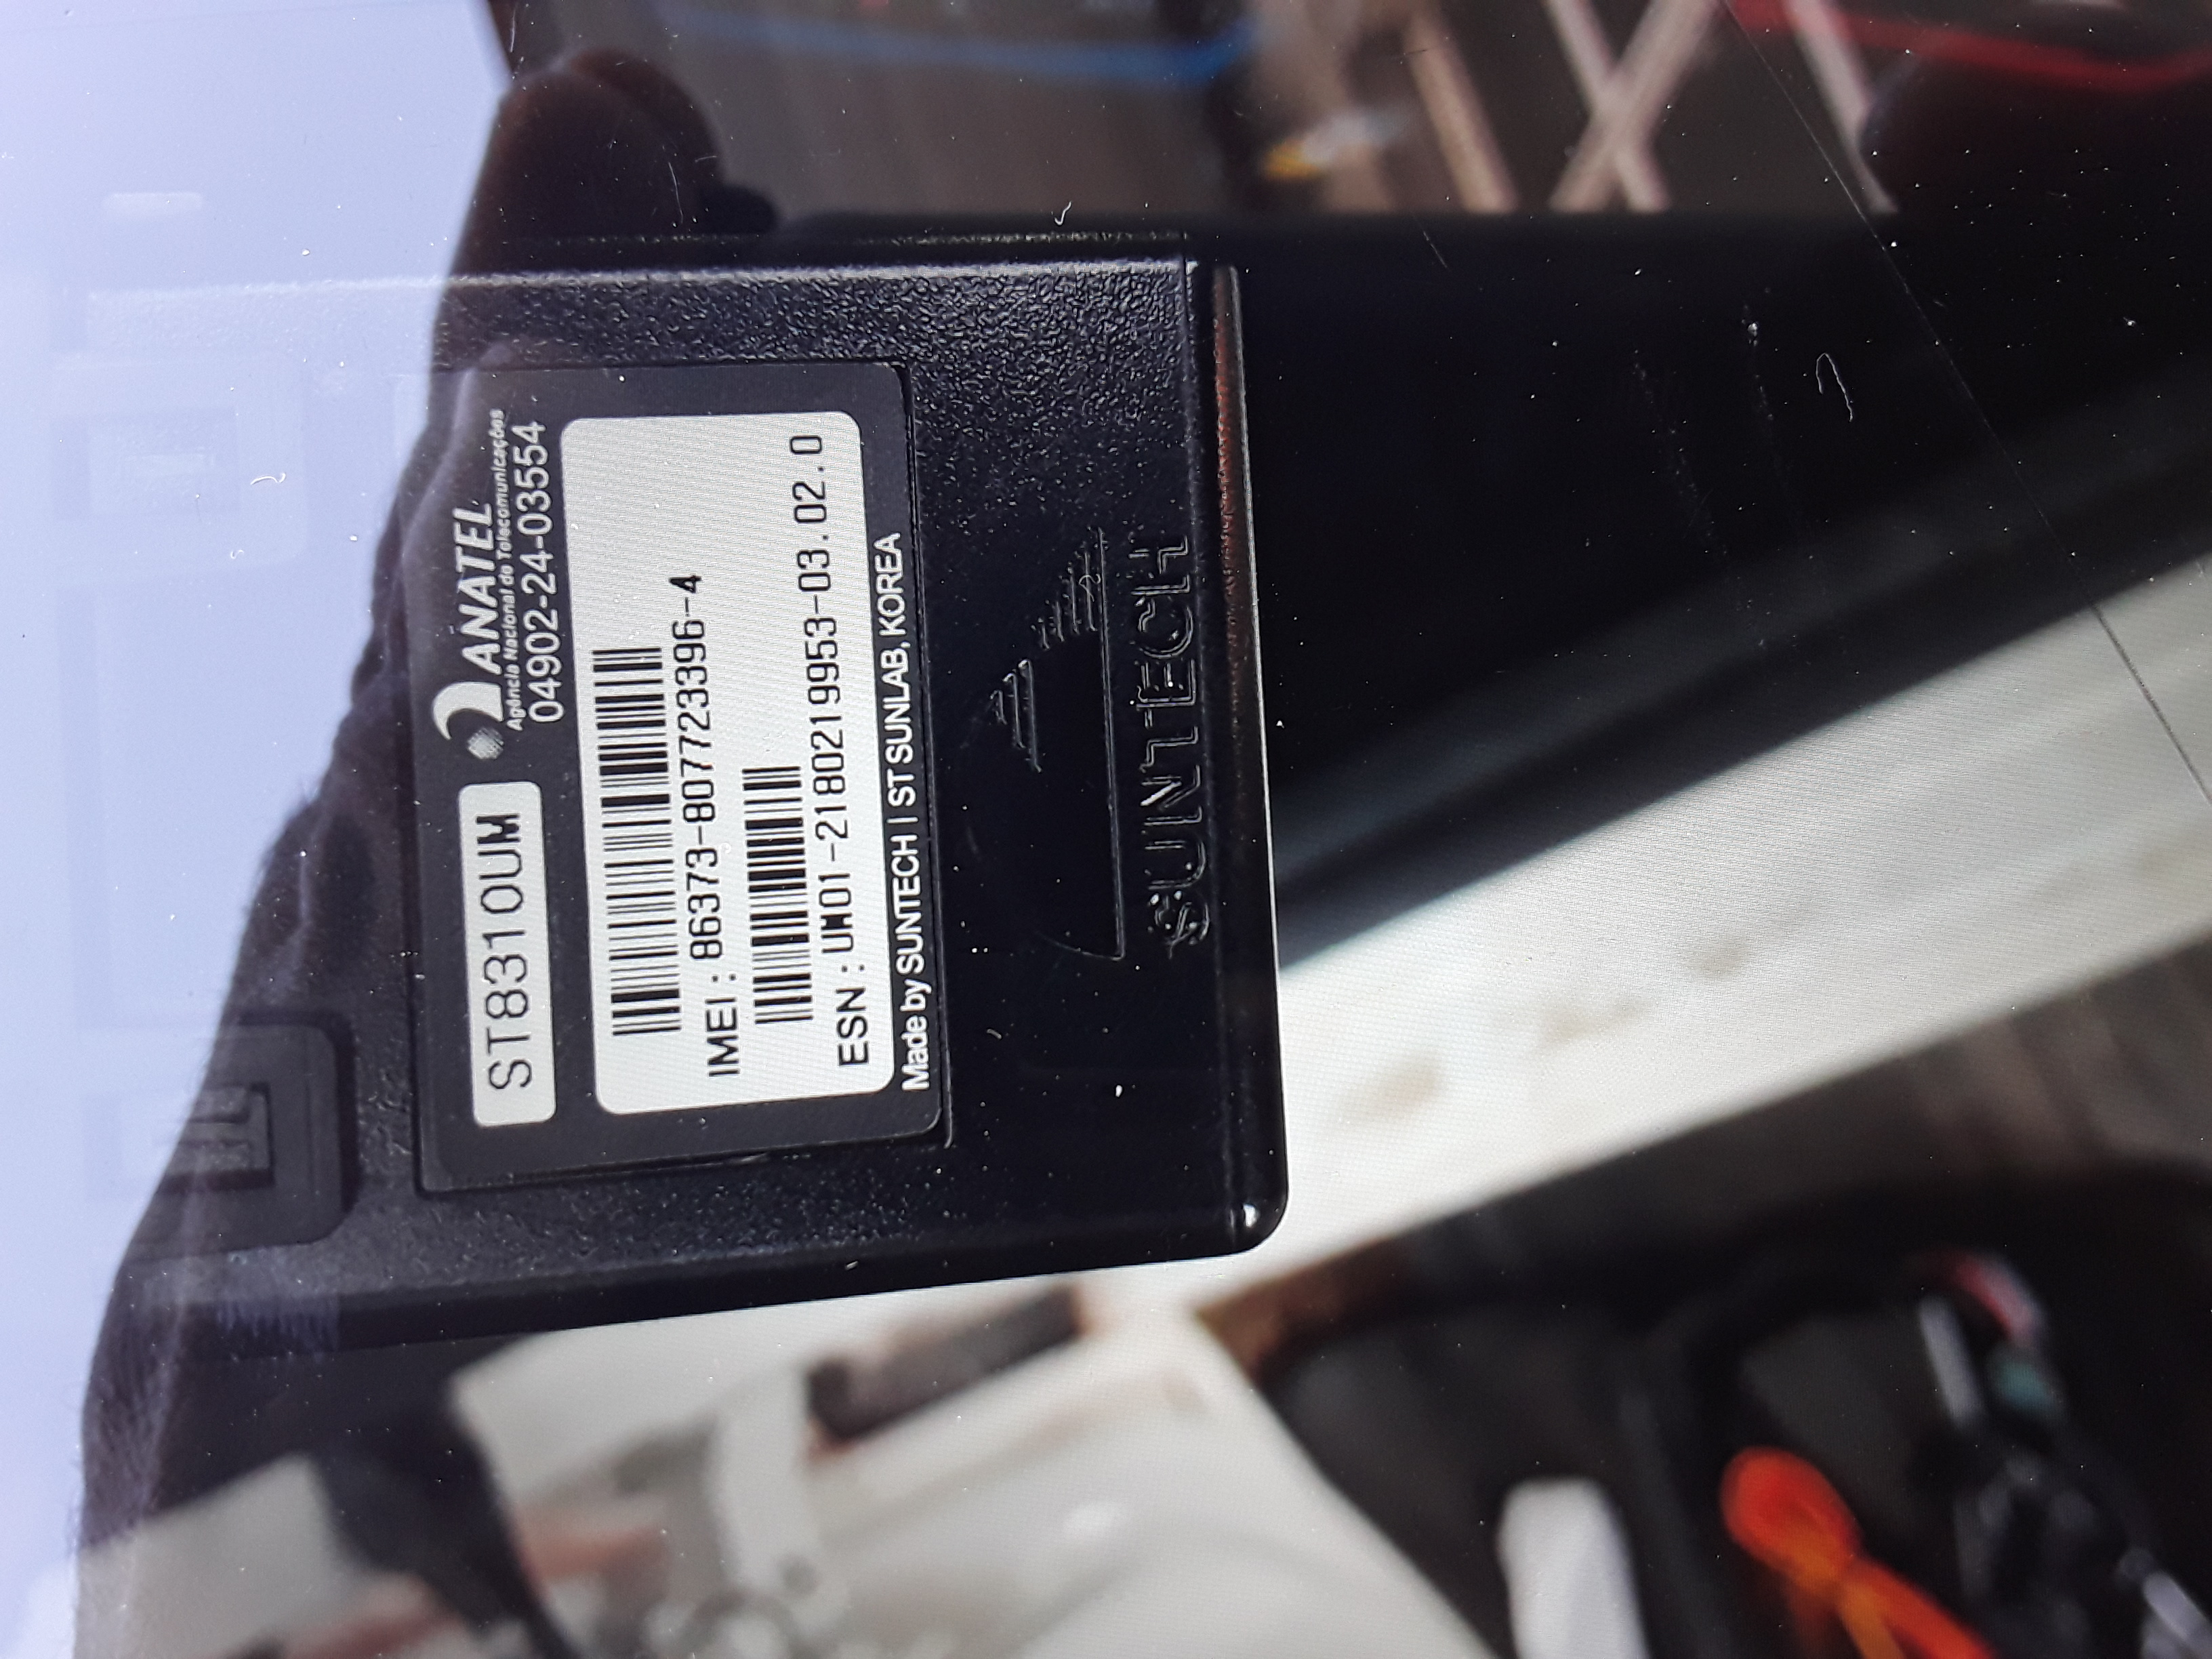 ST8310UM
ANATEL
Agência Nacional de Telecomunicações
04902-24-03554
IMEI : 86373-807723396-4
ESN : UM01-2180219953-03.02.0
Made by SUNTECH | ST SUNLAB, KOREA
SUNTECH